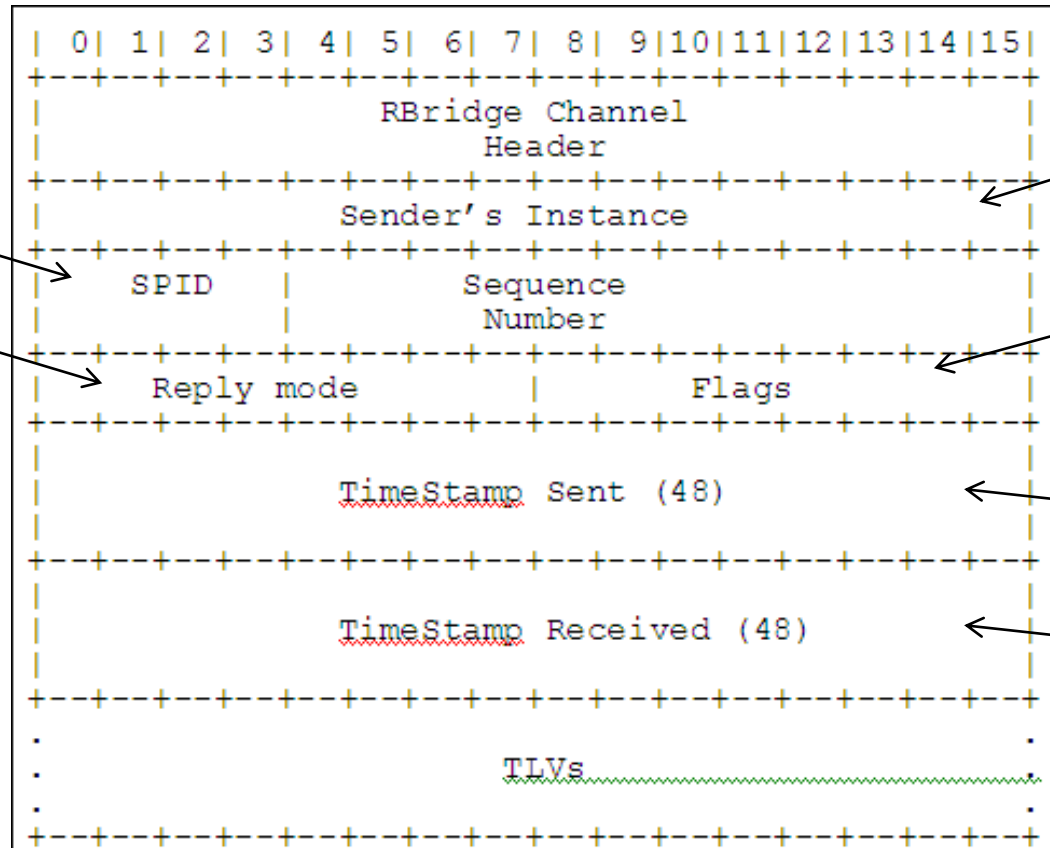 | 0| 1| 2| 3| 4| 5| 6| 7| 8| 9|10|11|12|13|14|15|
+--+--+--+--+--+--+--+--+--+--+--+--+--+--+--+--+
| RBridge Channel |
| Header |
+--+--+--+--+--+--+--+--+--+--+--+--+--+--+--+--+
| Sender's Instance |
+--+--+--+--+--+--+--+--+--+--+--+--+--+--+--+--+
| SPID | Sequence |
| | Number |
+--+--+--+--+--+--+--+--+--+--+--+--+--+--+--+--+
| Reply mode | Flags |
+--+--+--+--+--+--+--+--+--+--+--+--+--+--+--+--+
| |
| TimeStamp Sent (48) |
| |
+--+--+--+--+--+--+--+--+--+--+--+--+--+--+--+--+
| |
| TimeStamp Received (48) |
| |
+--+--+--+--+--+--+--+--+--+--+--+--+--+--+--+--+
. .
. TLVs .
. .
+--+--+--+--+--+--+--+--+--+--+--+--+--+--+--+--+